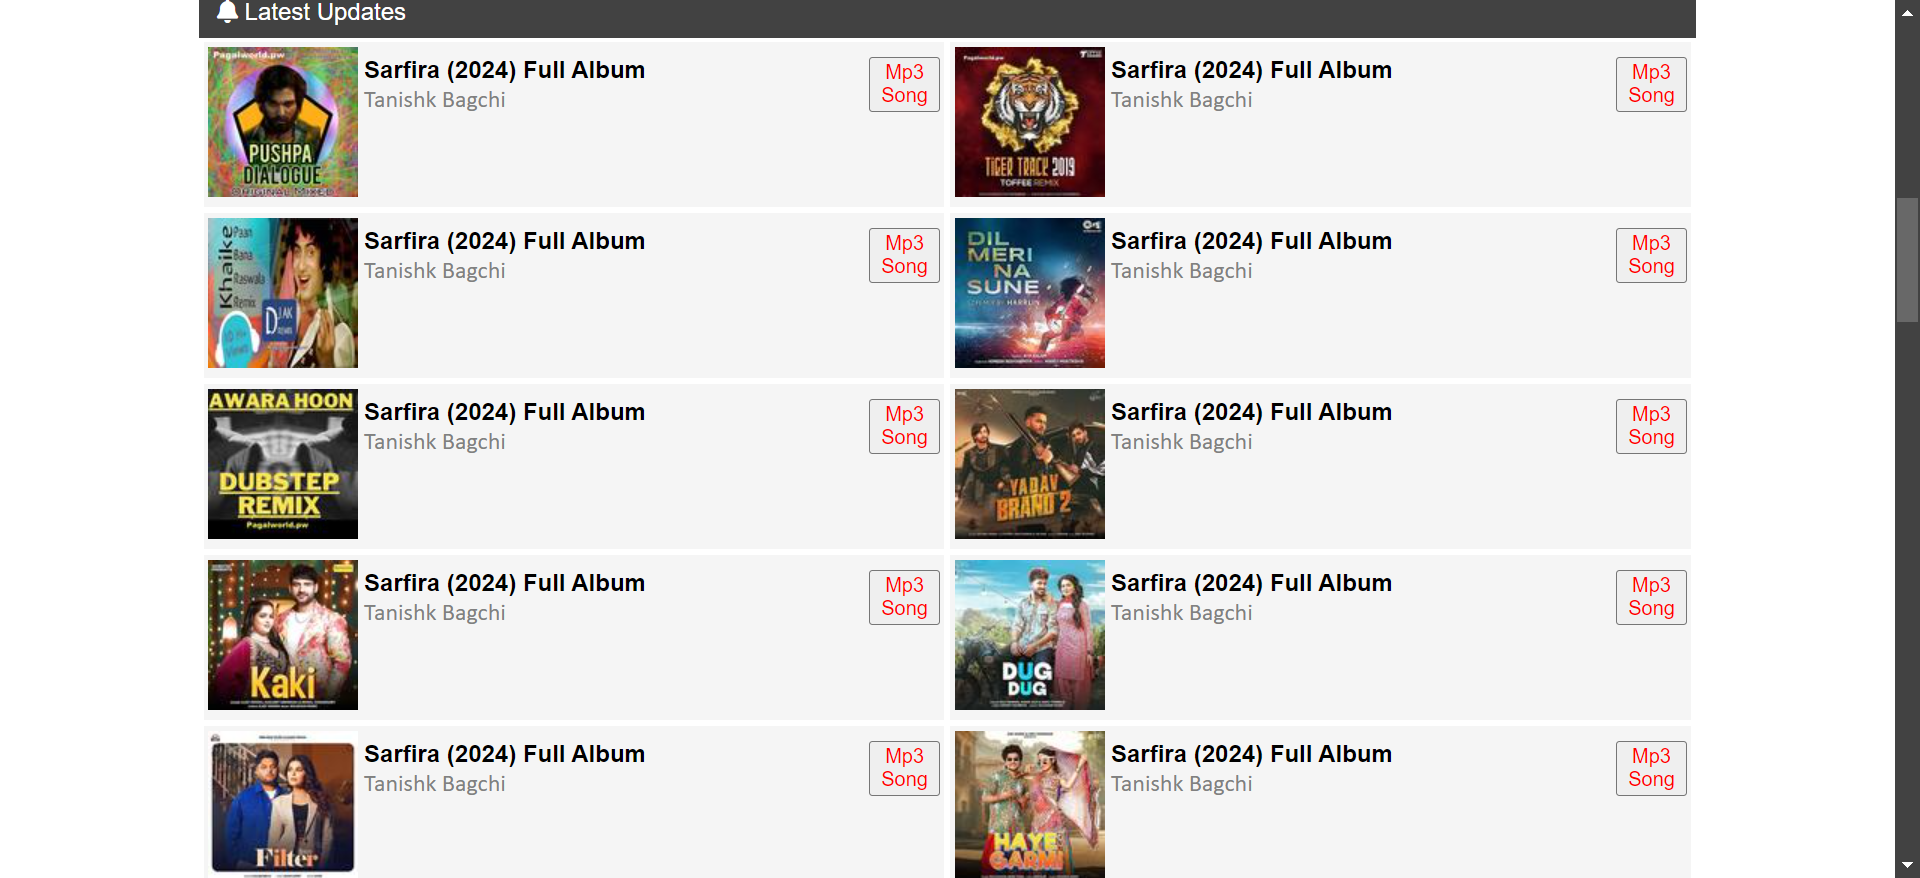 Latest Updates
Pagalworld.pw
PUSHPA
DIALOGUE
ORIGINAL MIXED
Sarfira (2024) Full Album
Tanishk Bagchi
Mp3
Song
Pagalworld.pw
TIGER TRACK 2019
TOFFEE REMIX
Sarfira (2024) Full Album
Tanishk Bagchi
Mp3
Song
Khaike
Paan
Bana
Raswala
Remix
DJ AK
REMIX
Views
Sarfira (2024) Full Album
Tanishk Bagchi
Mp3
Song
DIL
MERI
NA
SUNE
Sarfira (2024) Full Album
Tanishk Bagchi
Mp3
Song
AWARA HOON
DUBSTEP
REMIX
Pagalworld.pw
Sarfira (2024) Full Album
Tanishk Bagchi
Mp3
Song
YADAV
BRAND 2
Sarfira (2024) Full Album
Tanishk Bagchi
Mp3
Song
Kaki
Sarfira (2024) Full Album
Tanishk Bagchi
Mp3
Song
DUG
DUG
Sarfira (2024) Full Album
Tanishk Bagchi
Mp3
Song
Filter
Sarfira (2024) Full Album
Tanishk Bagchi
Mp3
Song
HAYE
GARMI
Sarfira (2024) Full Album
Tanishk Bagchi
Mp3
Song